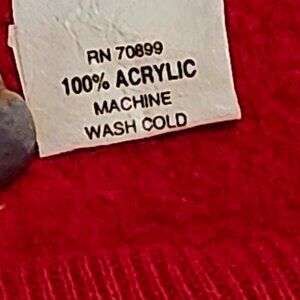 RN 70899
100% ACRYLIC
MACHINE
WASH COLD